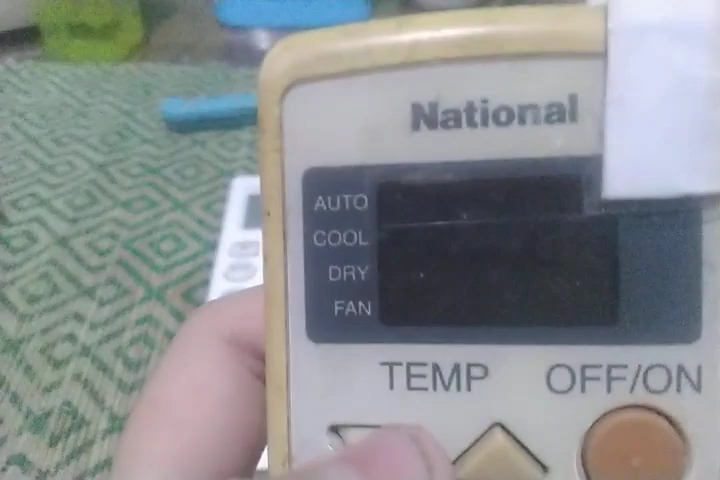 National
AUTO
COOL
DRY
FAN
TEMP
OFF/ON